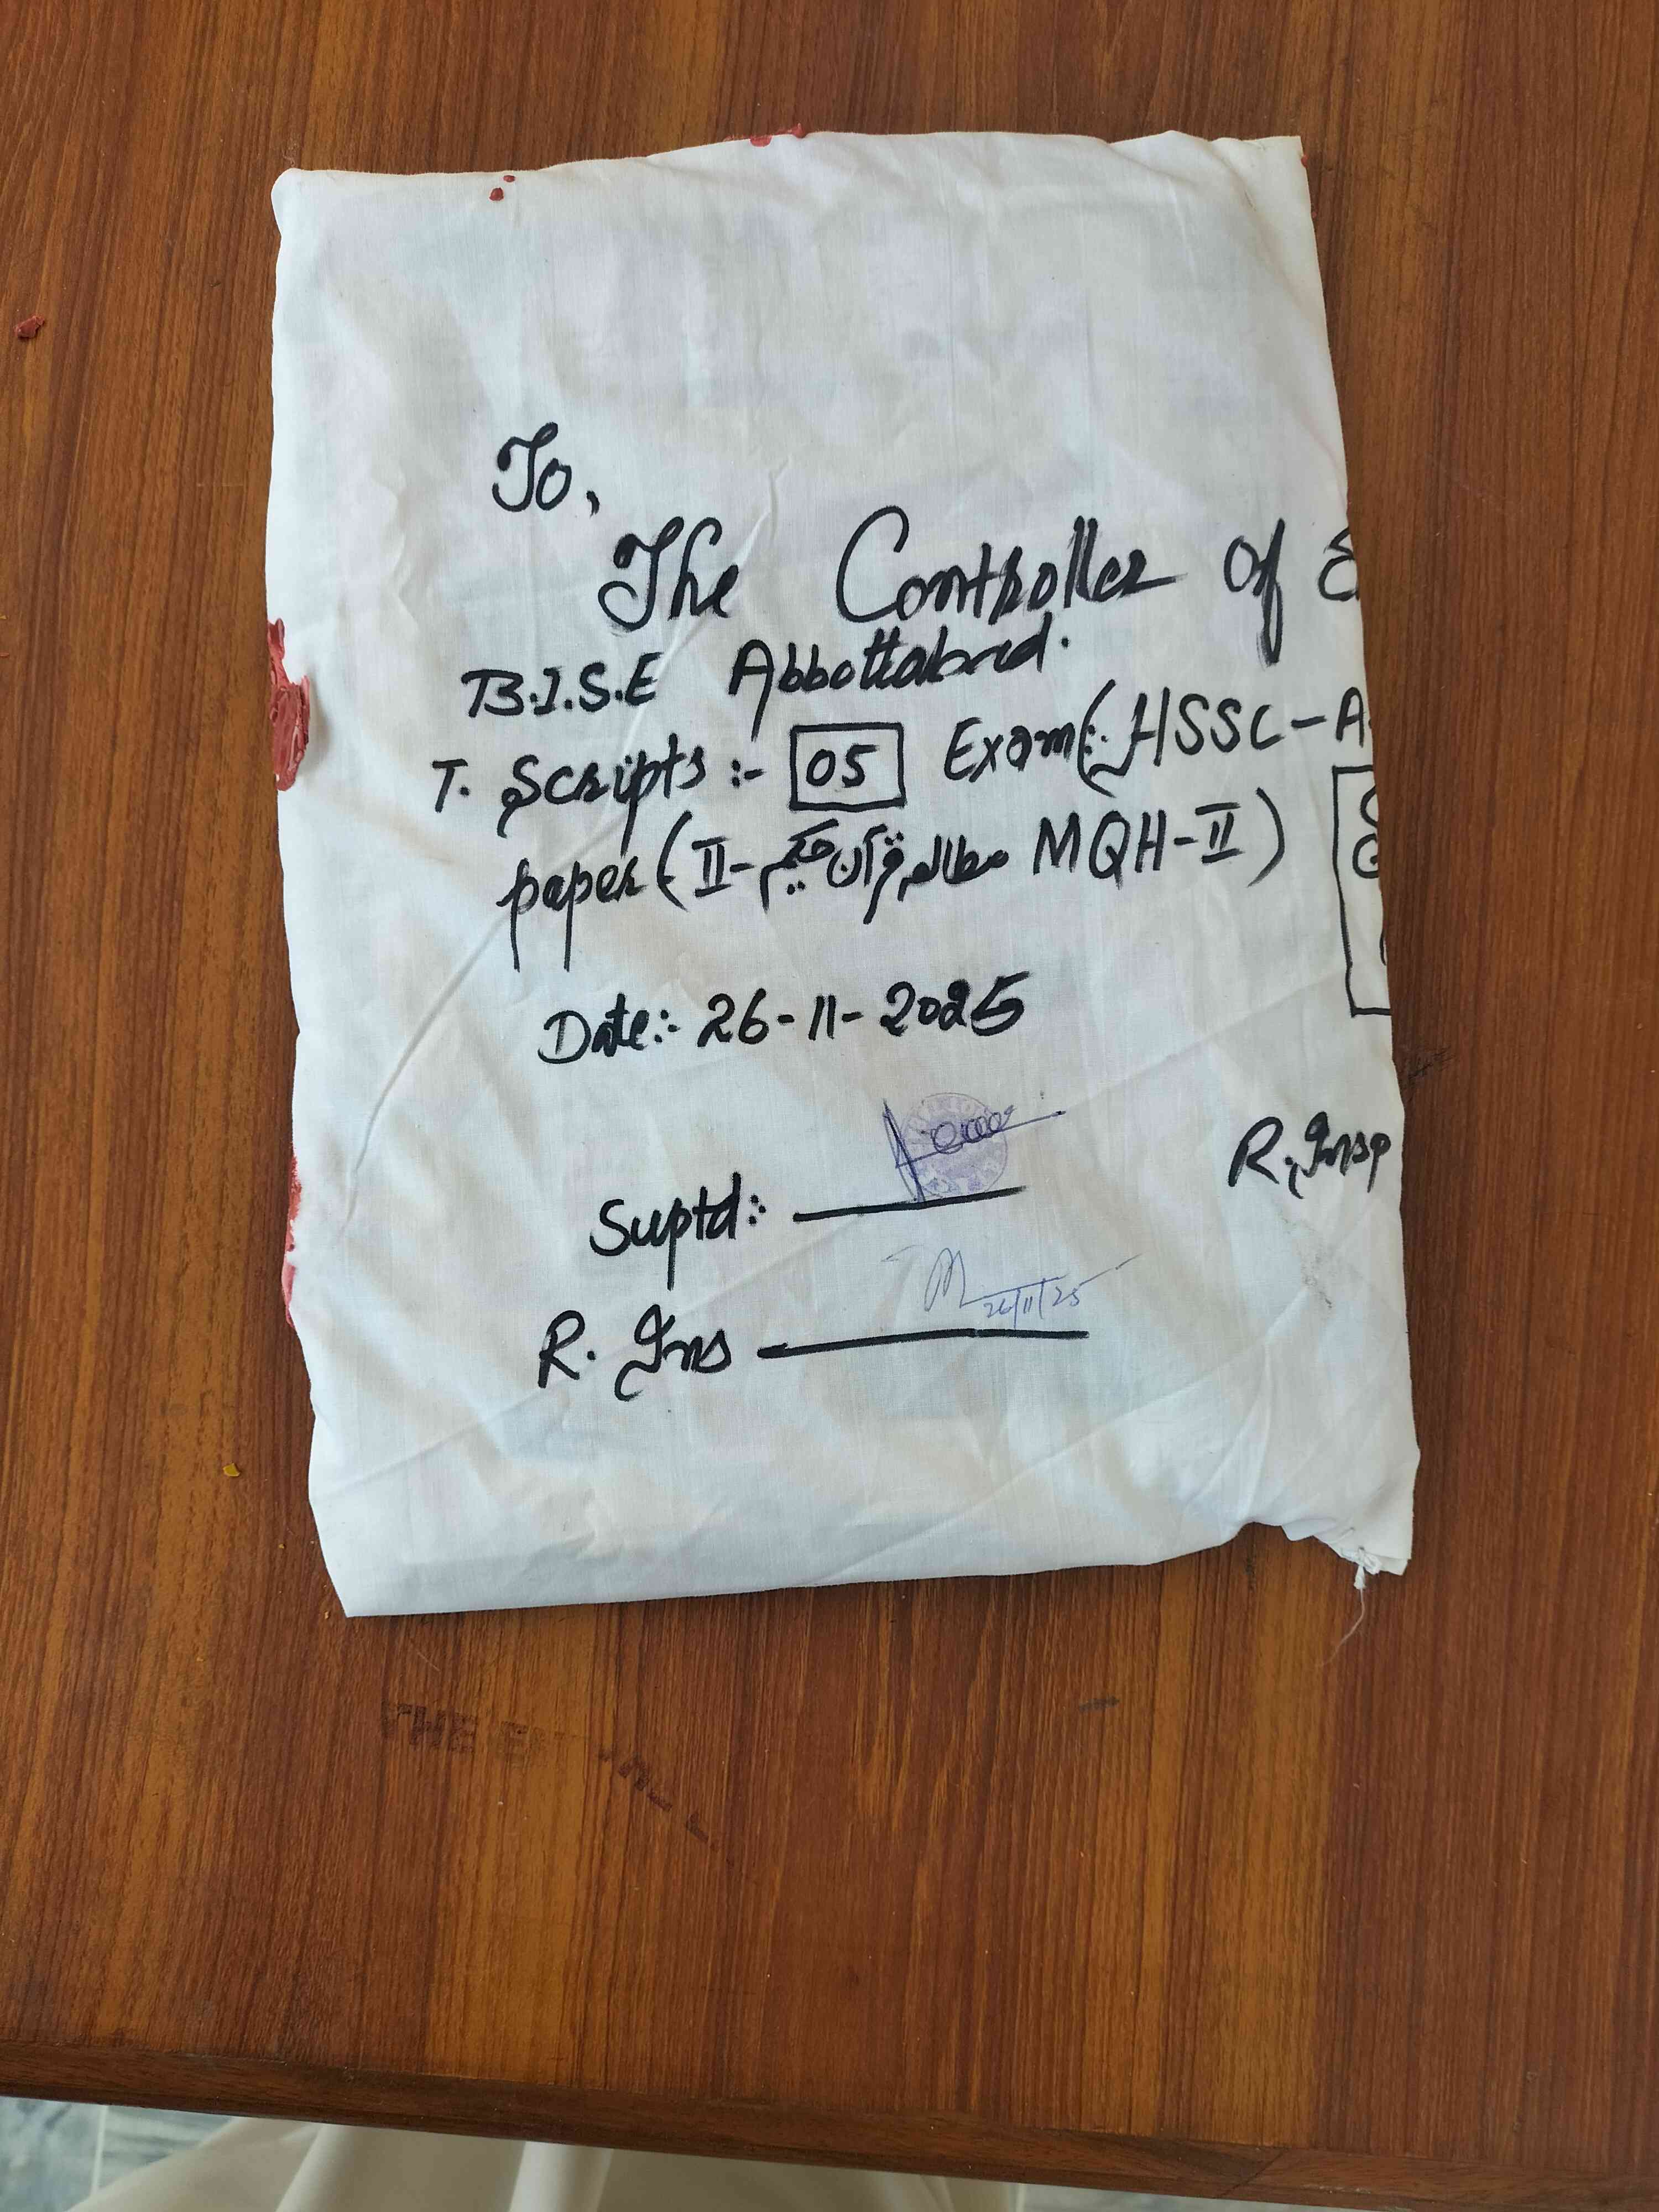 To,
The Controller of E
B.I.S.E Abbottabad.
T. Scripts :- 05 Exam(:. HSSC-A
paper (II-مطالعہ قرآن حکیم MQH-II)
Date:- 26-11-2025
Suptd:-
R. Insp
26/11/25
R. Ins